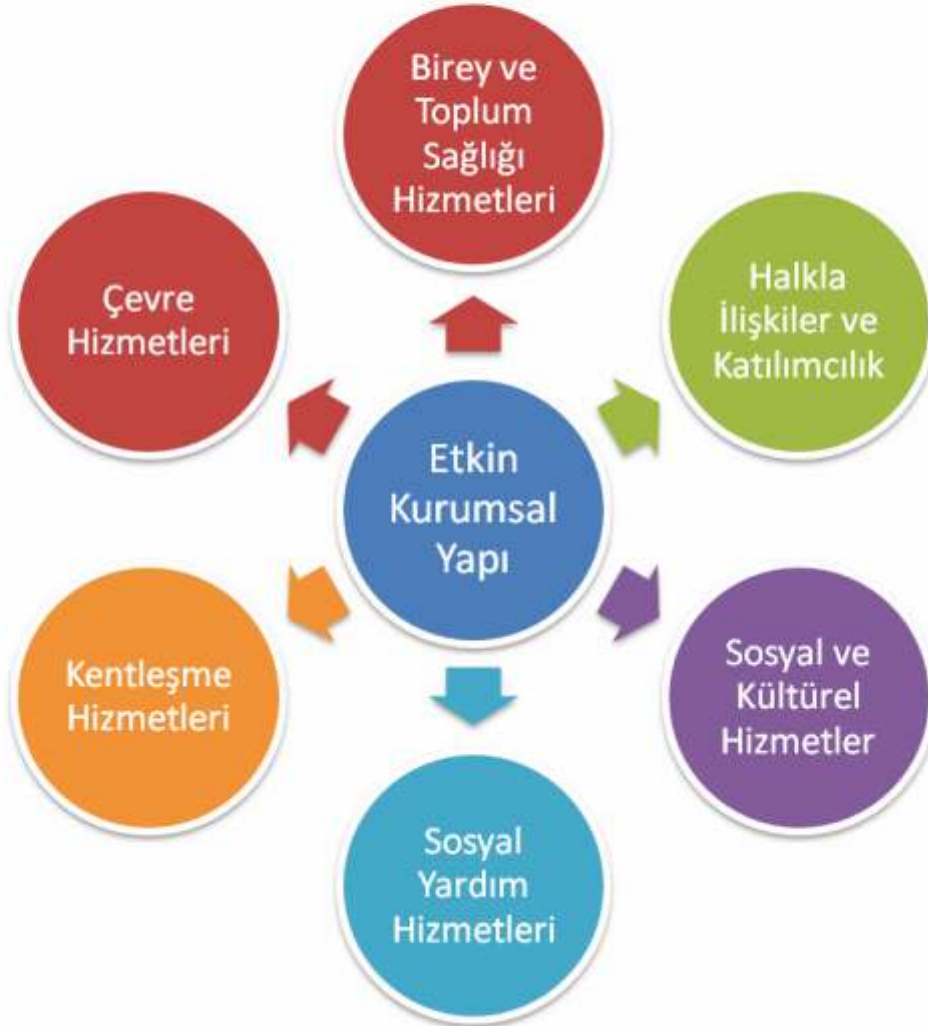 Birey ve
Toplum
Sağlığı
Hizmetleri
Halkla
İlişkiler ve
Katılımcılık
Sosyal ve
Kültürel
Hizmetler
Sosyal
Yardım
Hizmetleri
Kentleşme
Hizmetleri
Çevre
Hizmetleri
Etkin
Kurumsal
Yapı